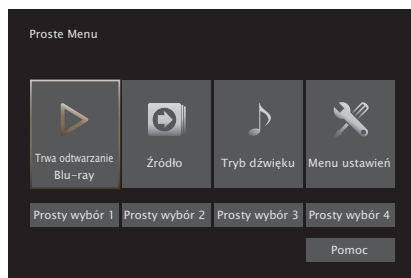 Proste Menu
Trwa odtwarzanie
Blu-ray
Źródło
Tryb dźwięku
Menu ustawień
Prosty wybór 1 Prosty wybór 2 Prosty wybór 3 Prosty wybór 4
Pomoc